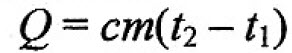 Q = cm(t₂ – t₁)